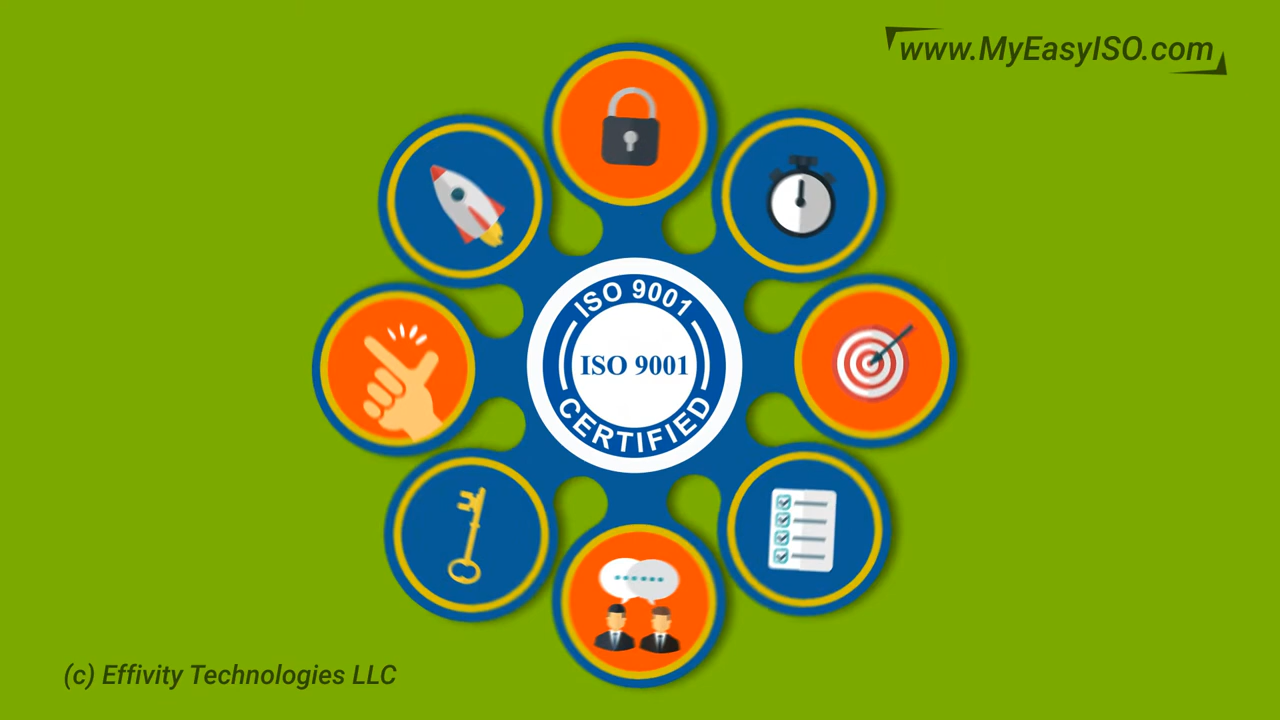 www.MyEasyISO.com
ISO 9001
ISO 9001
CERTIFIED
(c) Effivity Technologies LLC